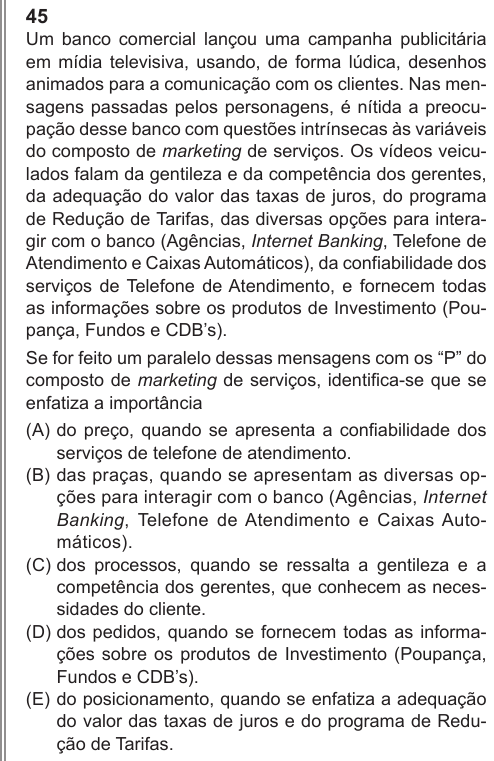 45
Um banco comercial lançou uma campanha publicitária
em mídia televisiva, usando, de forma lúdica, desenhos
animados para a comunicação com os clientes. Nas men-
sagens passadas pelos personagens, é nítida a preocu-
pação desse banco com questões intrínsecas às variáveis
do composto de marketing de serviços. Os vídeos veicu-
lados falam da gentileza e da competência dos gerentes,
da adequação do valor das taxas de juros, do programa
de Redução de Tarifas, das diversas opções para intera-
gir com o banco (Agências, Internet Banking, Telefone de
Atendimento e Caixas Automáticos), da confiabilidade dos
serviços de Telefone de Atendimento, e fornecem todas
as informações sobre os produtos de Investimento (Pou-
pança, Fundos e CDB's).
Se for feito um paralelo dessas mensagens com os “P” do
composto de marketing de serviços, identifica-se que se
enfatiza a importância
(A) do preço, quando se apresenta a confiabilidade dos
serviços de telefone de atendimento.
(B) das praças, quando se apresentam as diversas op-
ções para interagir com o banco (Agências, Internet
Banking, Telefone de Atendimento e Caixas Auto-
máticos).
(C) dos processos, quando se ressalta a gentileza e a
competência dos gerentes, que conhecem as neces-
sidades do cliente.
(D) dos pedidos, quando se fornecem todas as informa-
ções sobre os produtos de Investimento (Poupança,
Fundos e CDB's).
(E) do posicionamento, quando se enfatiza a adequação
do valor das taxas de juros e do programa de Redu-
ção de Tarifas.